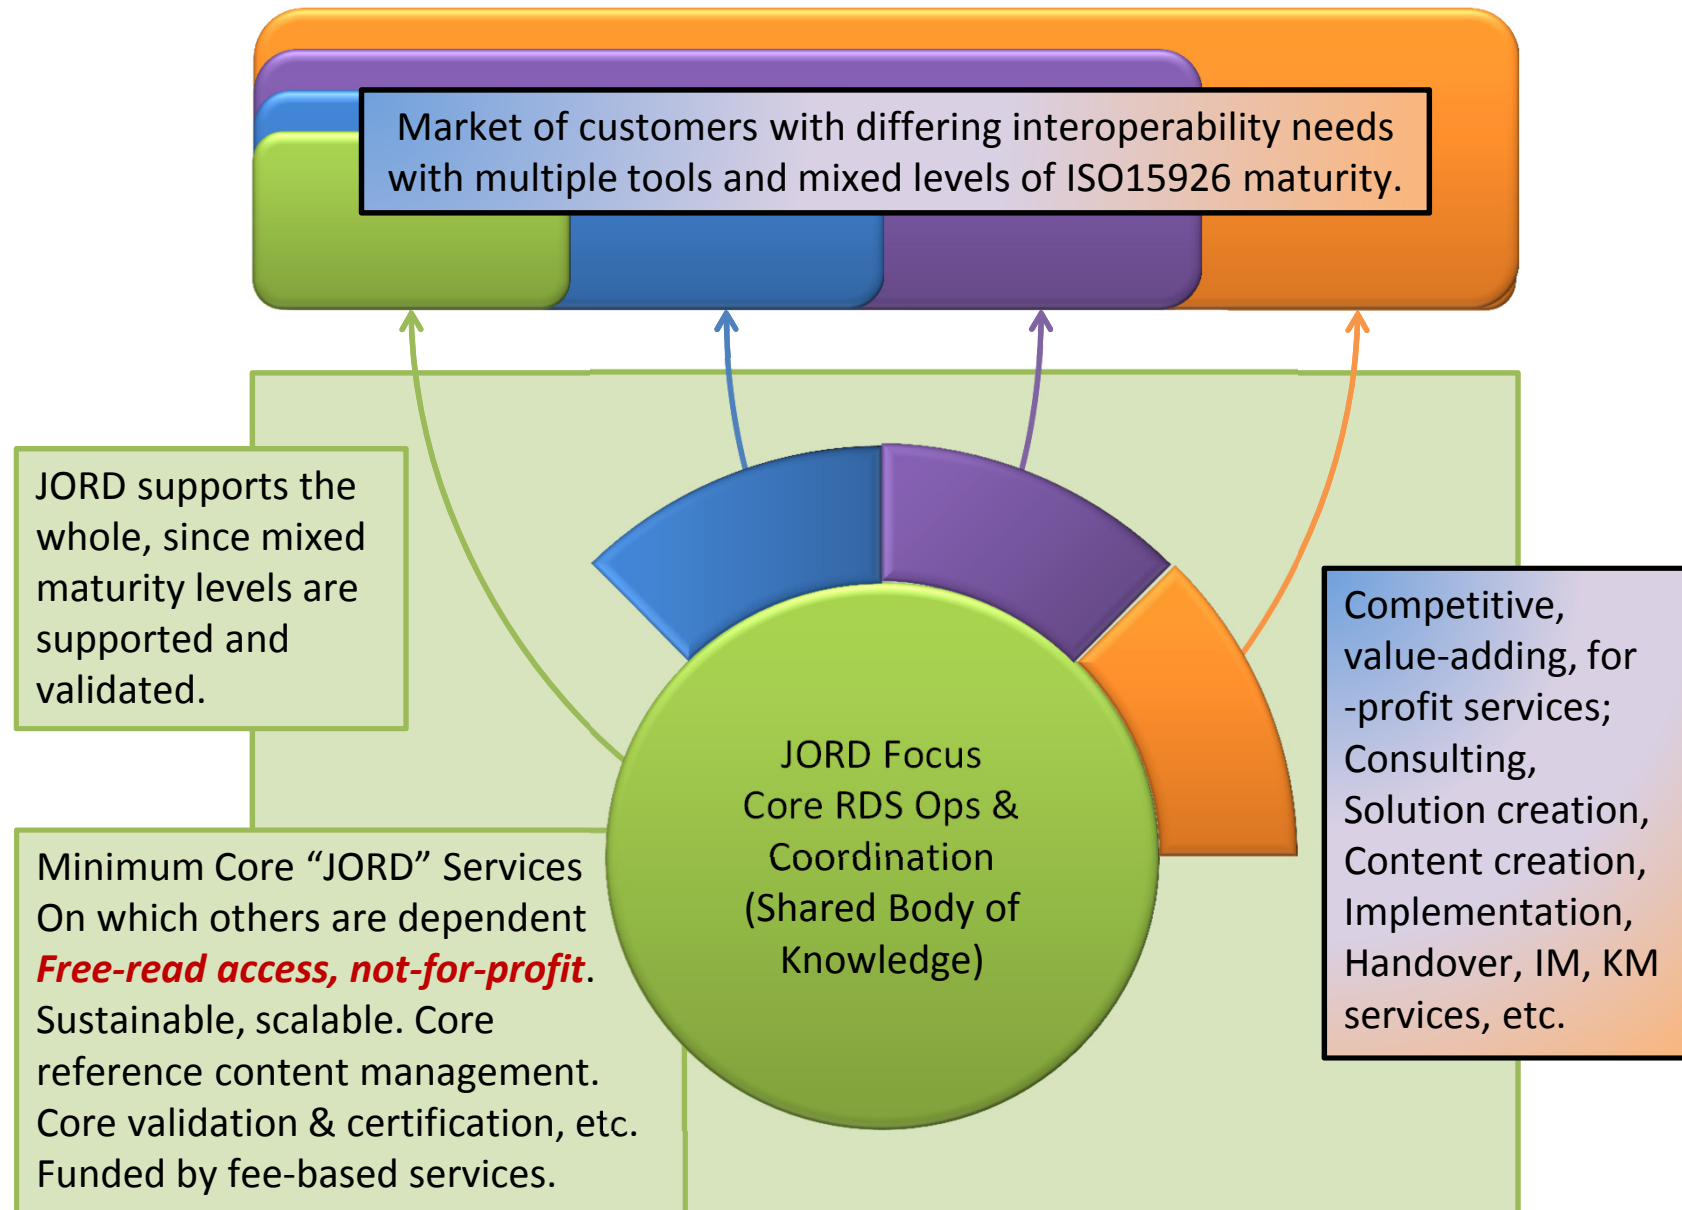 Market of customers with differing interoperability needs
with multiple tools and mixed levels of ISO15926 maturity.
JORD supports the
whole, since mixed
maturity levels are
supported and
validated.
JORD Focus
Core RDS Ops &
Coordination
(Shared Body of
Knowledge)
Competitive,
value-adding, for
-profit services;
Consulting,
Solution creation,
Content creation,
Implementation,
Handover, IM, KM
services, etc.
Minimum Core “JORD” Services
On which others are dependent
Free-read access, not-for-profit.
Sustainable, scalable. Core
reference content management.
Core validation & certification, etc.
Funded by fee-based services.